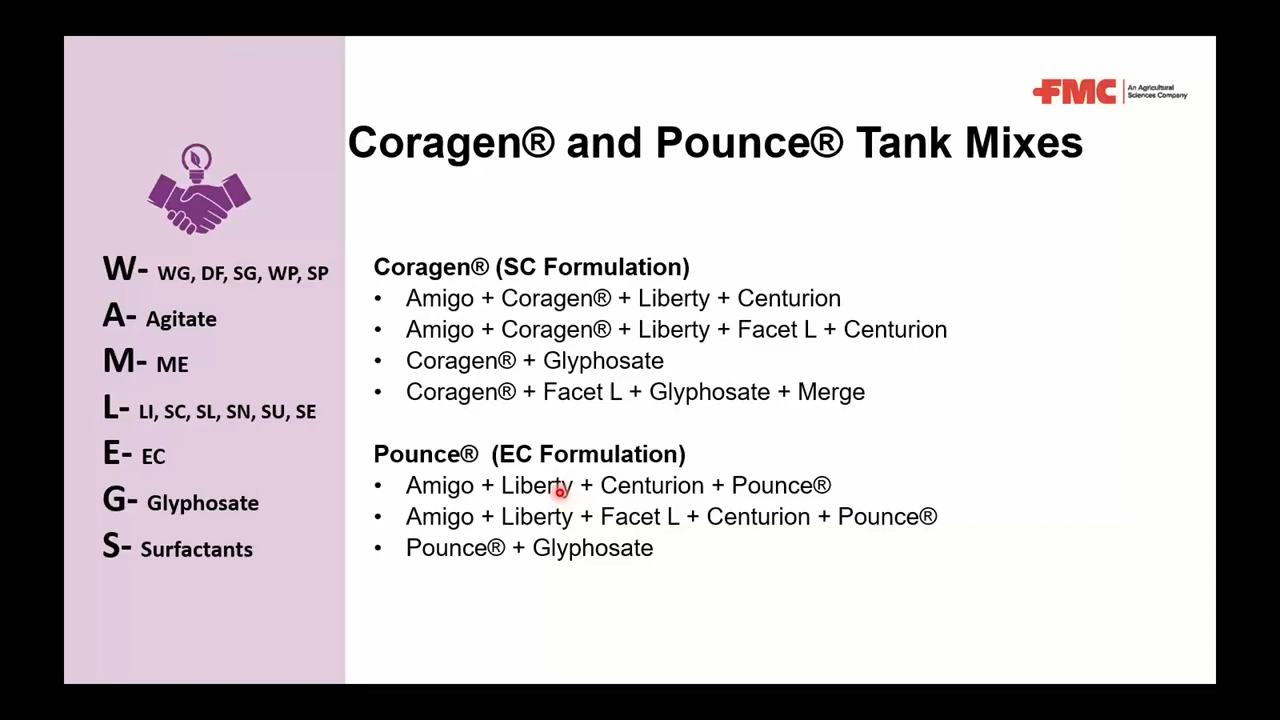 FMC
An Agricultural
Sciences Company
Coragen® and Pounce® Tank Mixes
W- WG, DF, SG, WP, SP
A- Agitate
M- ME
L- LI, SC, SL, SN, SU, SE
E- EC
G- Glyphosate
S- Surfactants
Coragen® (SC Formulation)
• Amigo + Coragen® + Liberty + Centurion
• Amigo + Coragen® + Liberty + Facet L + Centurion
• Coragen® + Glyphosate
• Coragen® + Facet L + Glyphosate + Merge
Pounce® (EC Formulation)
• Amigo + Liberty + Centurion + Pounce®
• Amigo + Liberty + Facet L + Centurion + Pounce®
• Pounce® + Glyphosate